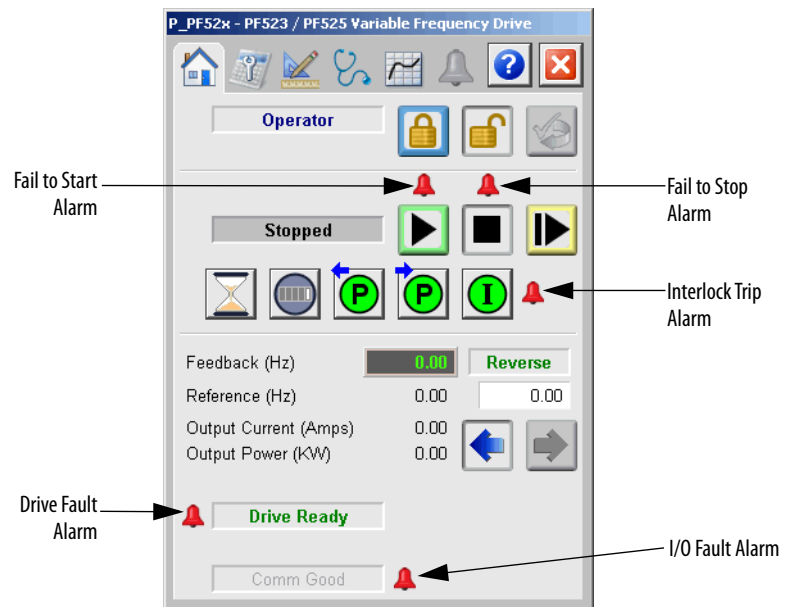 P_PF52x - PF523 / PF525 Variable Frequency Drive
?
Operator
Fail to Start
Alarm
Fail to Stop
Alarm
Stopped
P
P
I
Interlock Trip
Alarm
Feedback (Hz) 0.00 Reverse
Reference (Hz) 0.00 0.00
Output Current (Amps) 0.00
Output Power (KW) 0.00
Drive Fault
Alarm
Drive Ready
I/O Fault Alarm
Comm Good